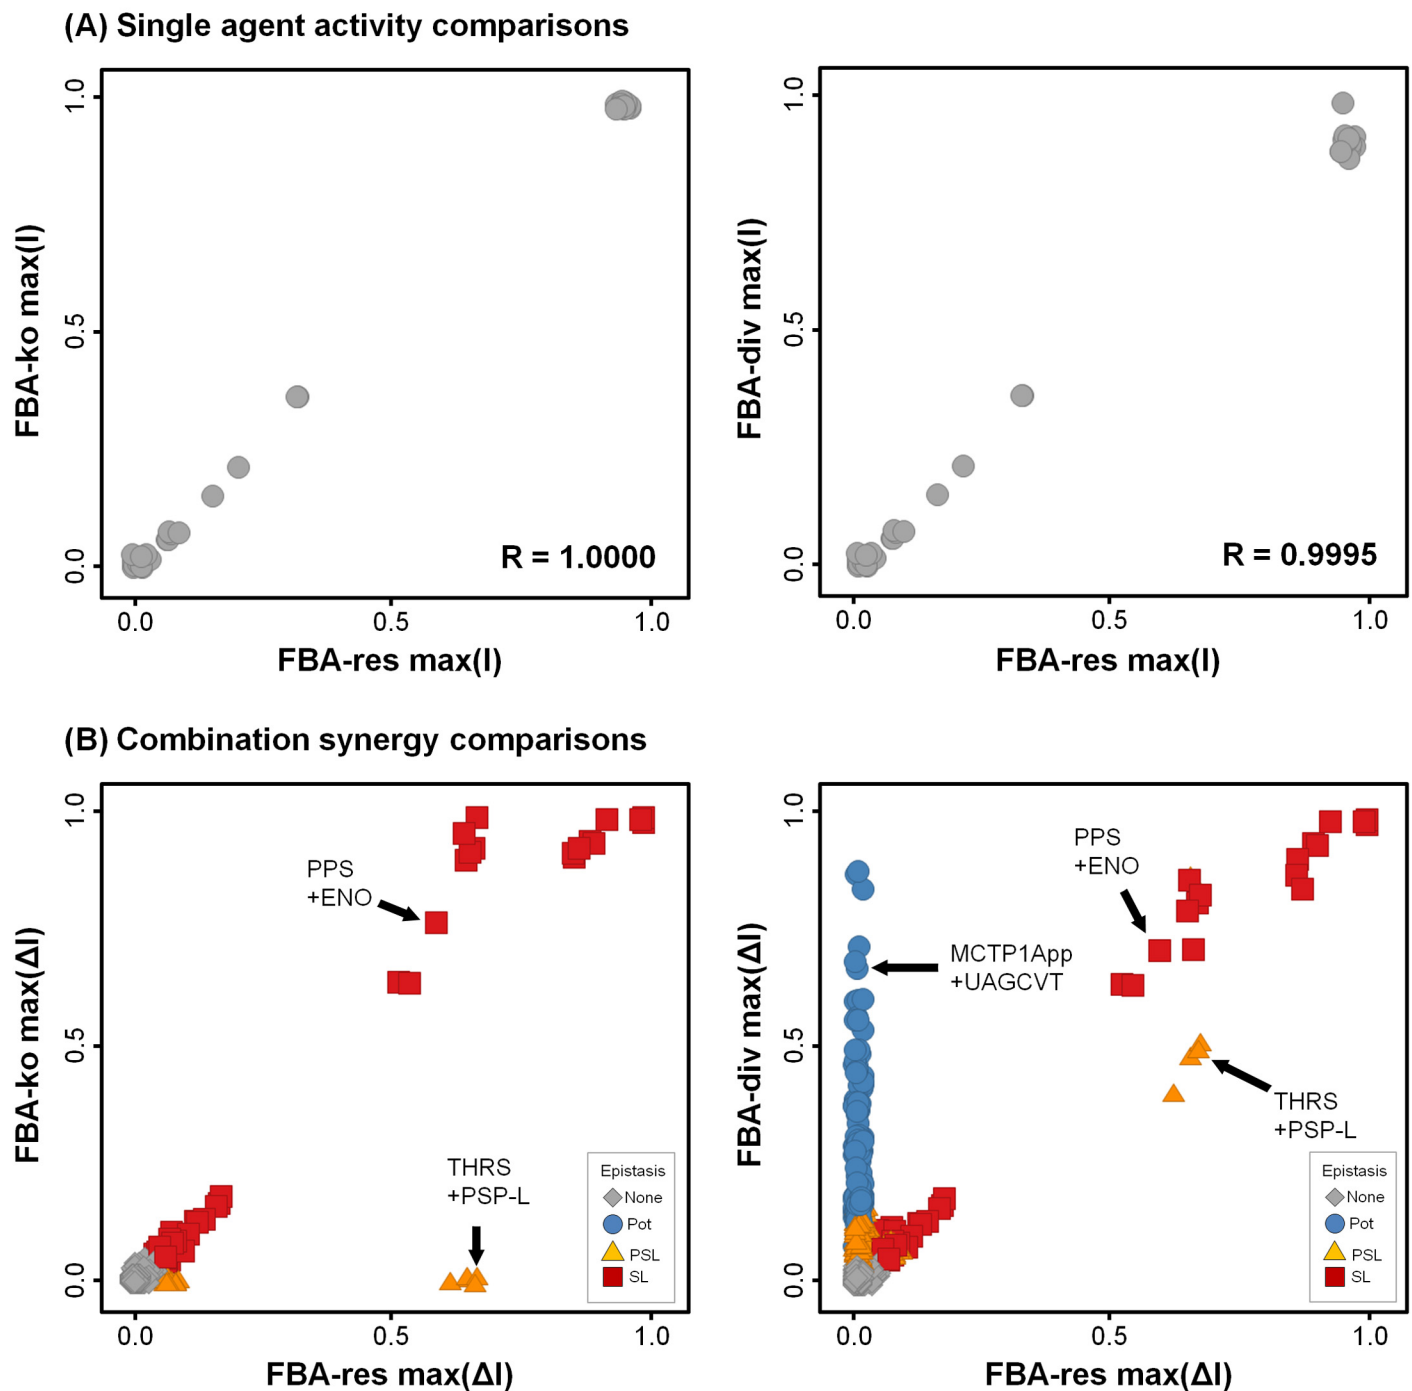 (A) Single agent activity comparisons
FBA-ko max(I)
1.0
0.5
0.0
R = 1.0000
0.0
0.5
1.0
FBA-res max(I)
FBA-div max(I)
1.0
0.5
0.0
R = 0.9995
0.0
0.5
1.0
FBA-res max(I)
(B) Combination synergy comparisons
FBA-ko max(ΔI)
1.0
0.5
0.0
PPS
+ENO
THRS
+PSP-L
Epistasis
None
Pot
PSL
SL
0.0
0.5
1.0
FBA-res max(ΔI)
FBA-div max(ΔI)
1.0
0.5
0.0
PPS
+ENO
MCTP1App
+UAGCVT
THRS
+PSP-L
Epistasis
None
Pot
PSL
SL
0.0
0.5
1.0
FBA-res max(ΔI)